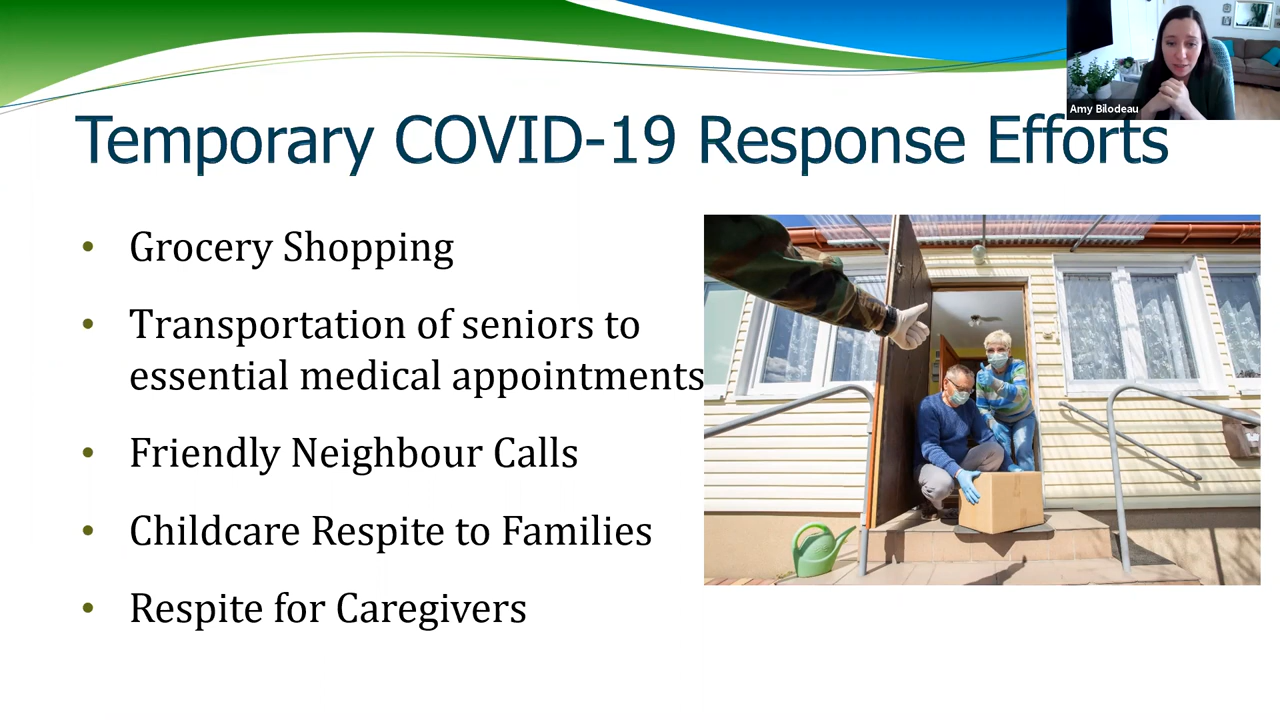 Amy Bilodeau
Temporary COVID-19 Response Efforts
• Grocery Shopping
• Transportation of seniors to
essential medical appointments
• Friendly Neighbour Calls
• Childcare Respite to Families
• Respite for Caregivers